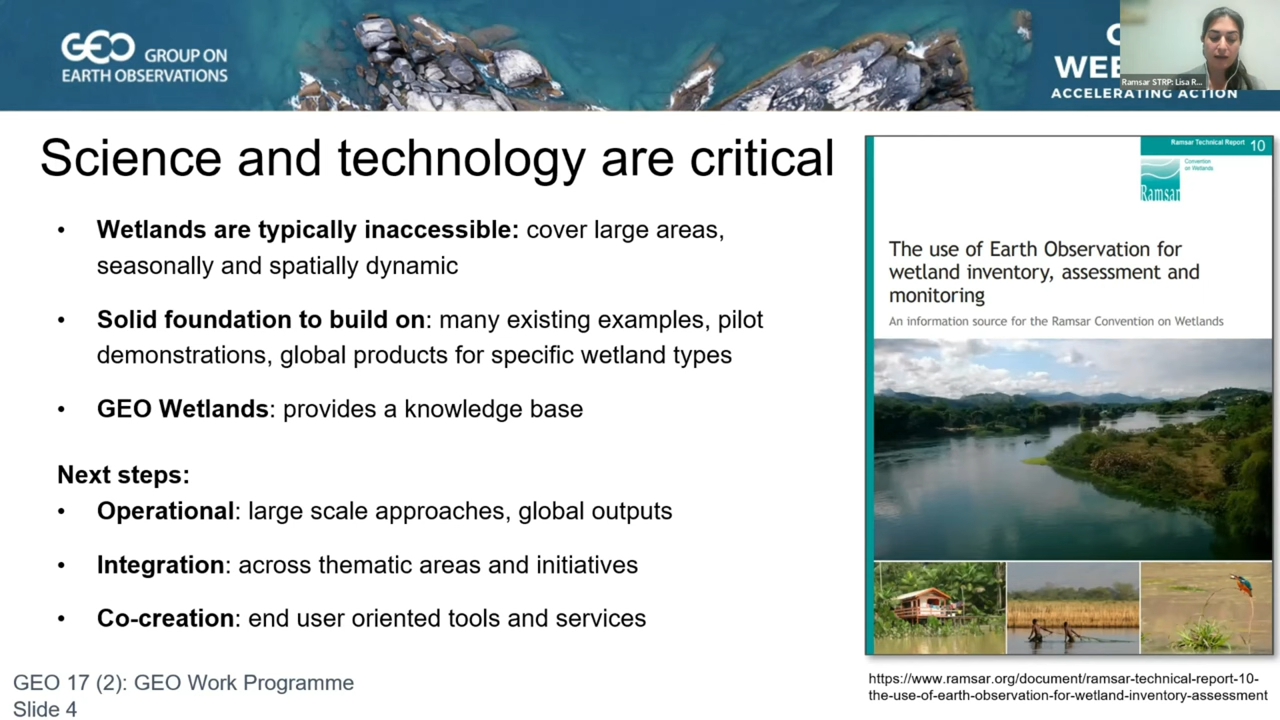 GEO GROUP ON
EARTH OBSERVATIONS
ACCELERATING ACTION
Ramsar STRP: Lisa R...
Science and technology are critical
• Wetlands are typically inaccessible: cover large areas,
seasonally and spatially dynamic
• Solid foundation to build on: many existing examples, pilot
demonstrations, global products for specific wetland types
• GEO Wetlands: provides a knowledge base
Next steps:
• Operational: large scale approaches, global outputs
• Integration: across thematic areas and initiatives
• Co-creation: end user oriented tools and services
GEO 17 (2): GEO Work Programme
Slide 4
Ramsar Technical Report 10
Convention
on Wetlands
Ramsar
The use of Earth Observation for
wetland inventory, assessment and
monitoring
An information source for the Ramsar Convention on Wetlands
https://www.ramsar.org/document/ramsar-technical-report-10-
the-use-of-earth-observation-for-wetland-inventory-assessment